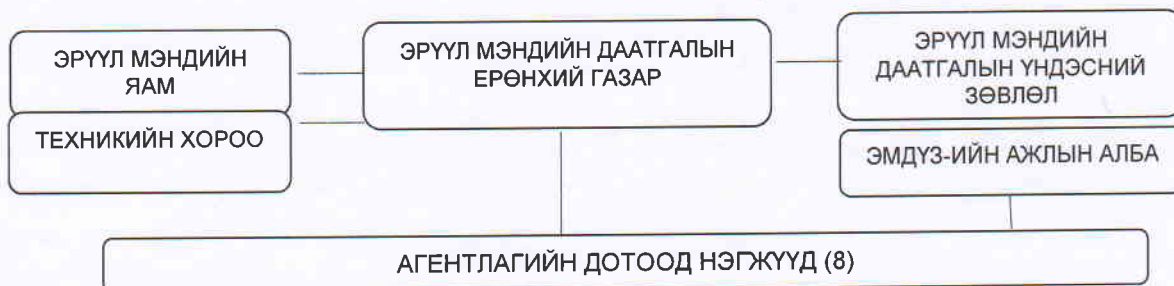 ЭРҮҮЛ МЭНДИЙН
ЯАМ
ТЕХНИКИЙН ХОРОО
ЭРҮҮЛ МЭНДИЙН ДААТГАЛЫН
ЕРӨНХИЙ ГАЗАР
ЭРҮҮЛ МЭНДИЙН
ДААТГАЛЫН ҮНДЭСНИЙ
ЗӨВЛӨЛ
ЭМДҮЗ-ИЙН АЖЛЫН АЛБА
АГЕНТЛАГИЙН ДОТООД НЭГЖҮҮД (8)